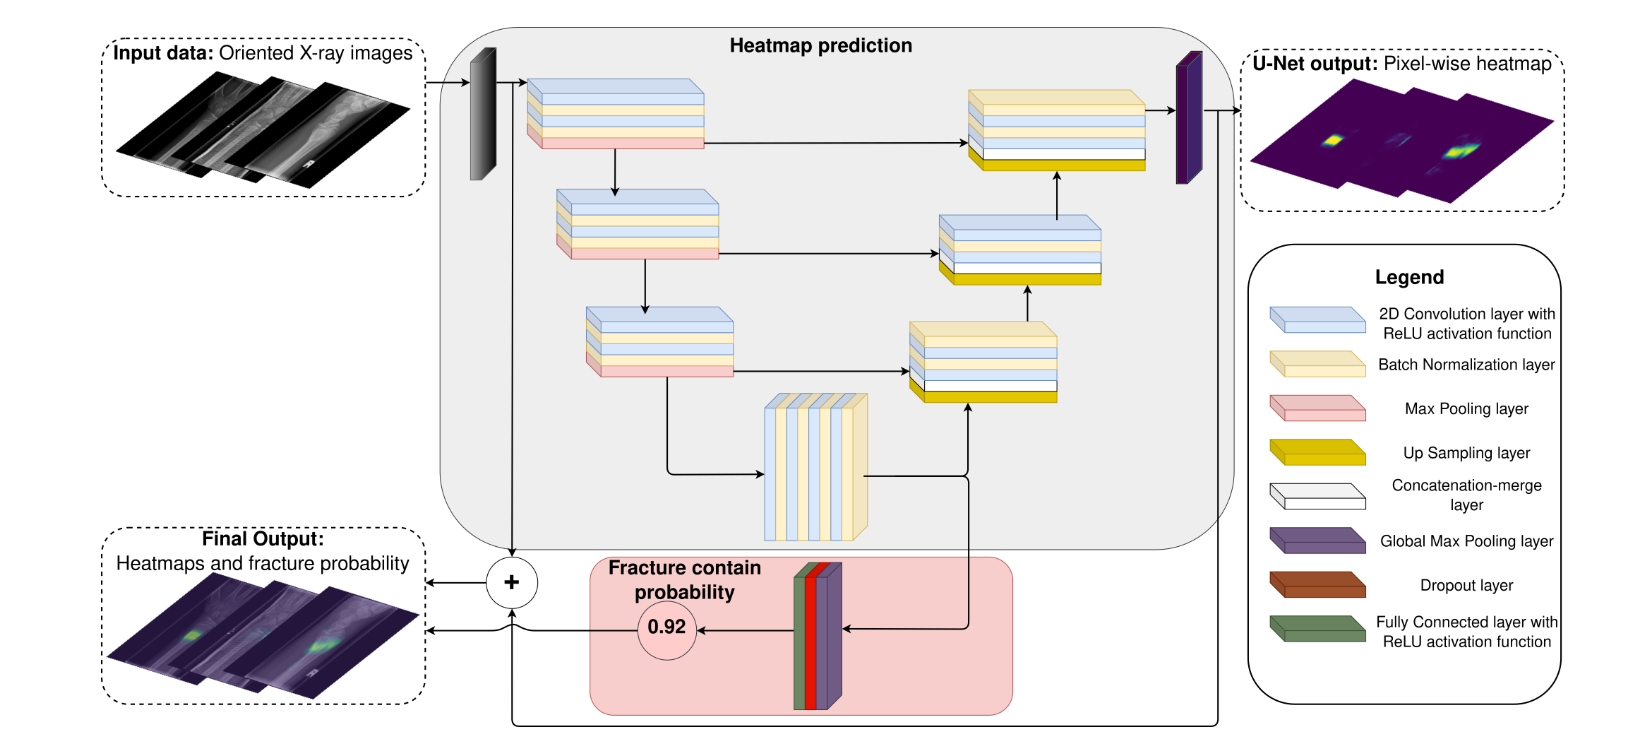 Input data: Oriented X-ray images
Heatmap prediction
U-Net output: Pixel-wise heatmap
Legend
2D Convolution layer with
ReLU activation function
Batch Normalization layer
Max Pooling layer
Up Sampling layer
Concatenation-merge
layer
Global Max Pooling layer
Dropout layer
Fully Connected layer with
ReLU activation function
Final Output:
Heatmaps and fracture probability
+
Fracture contain
probability
0.92